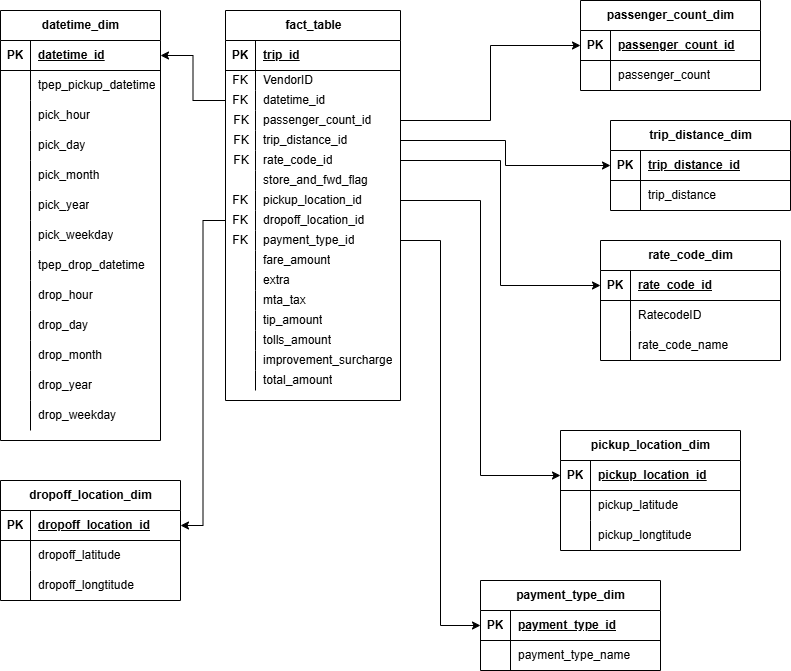 datetime_dim
PK datetime_id
tpep_pickup_datetime
pick_hour
pick_day
pick_month
pick_year
pick_weekday
tpep_drop_datetime
drop_hour
drop_day
drop_month
drop_year
drop_weekday
fact_table
PK trip_id
FK VendorID
FK datetime_id
FK passenger_count_id
FK trip_distance_id
FK rate_code_id
store_and_fwd_flag
FK pickup_location_id
FK dropoff_location_id
FK payment_type_id
fare_amount
extra
mta_tax
tip_amount
tolls_amount
improvement_surcharge
total_amount
passenger_count_dim
PK passenger_count_id
passenger_count
trip_distance_dim
PK trip_distance_id
trip_distance
rate_code_dim
PK rate_code_id
RatecodeID
rate_code_name
pickup_location_dim
PK pickup_location_id
pickup_latitude
pickup_longtitude
dropoff_location_dim
PK dropoff_location_id
dropoff_latitude
dropoff_longtitude
payment_type_dim
PK payment_type_id
payment_type_name